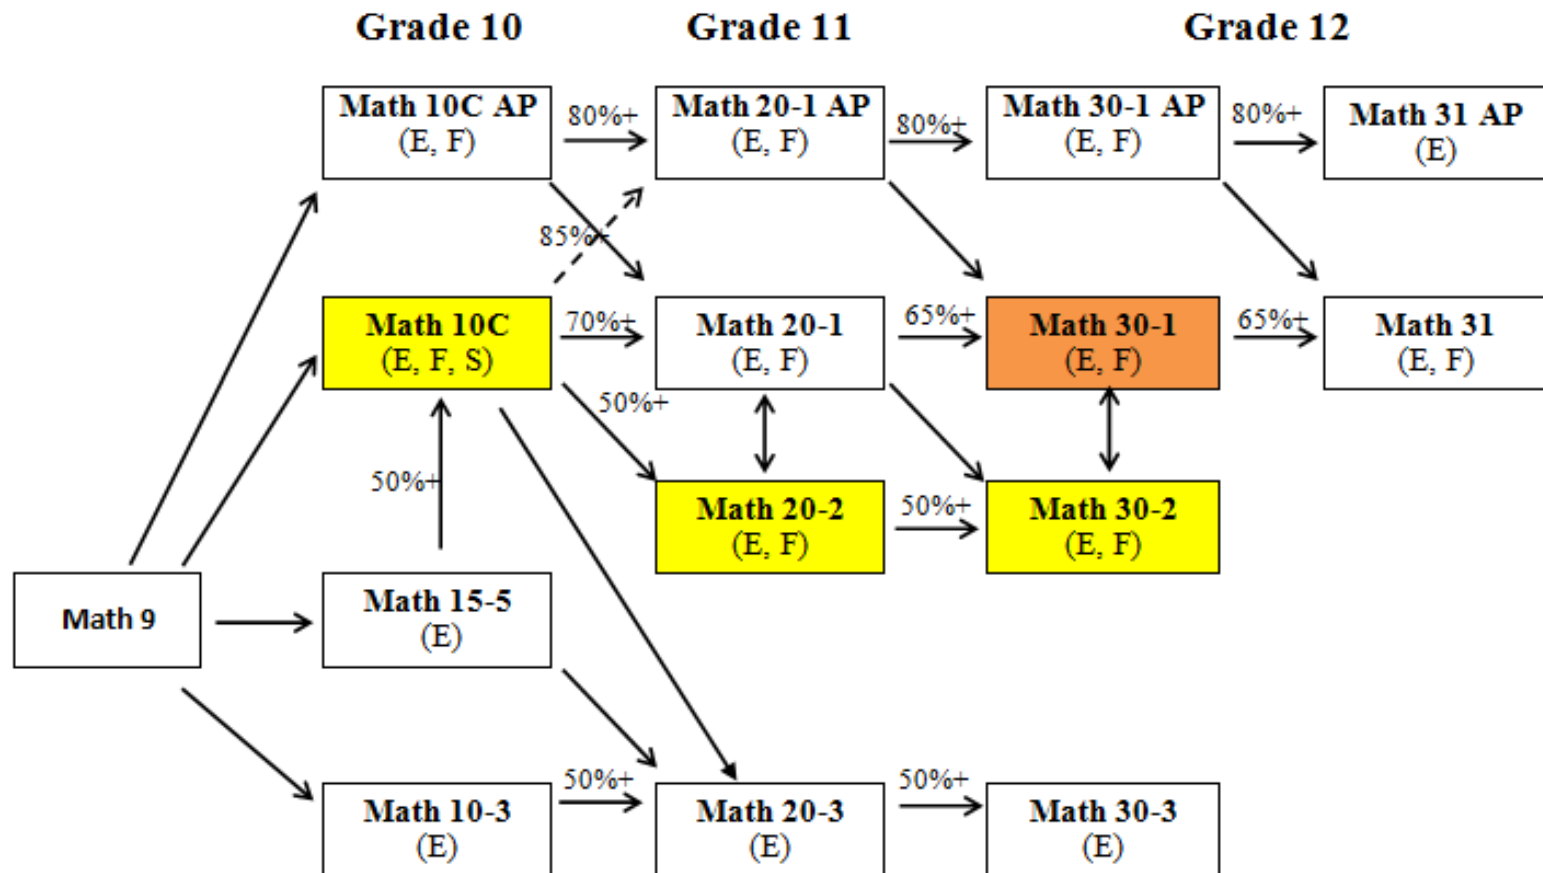 Grade 10
Grade 11
Grade 12
Math 10C AP
(E, F)
80%+
Math 20-1 AP
(E, F)
80%+
Math 30-1 AP
(E, F)
80%+
Math 31 AP
(E)
85%+
Math 10C
(E, F, S)
70%+
Math 20-1
(E, F)
65%+
Math 30-1
(E, F)
65%+
Math 31
(E, F)
50%+
50%+
Math 20-2
(E, F)
50%+
Math 30-2
(E, F)
Math 9
Math 15-5
(E)
Math 10-3
(E)
50%+
Math 20-3
(E)
50%+
Math 30-3
(E)